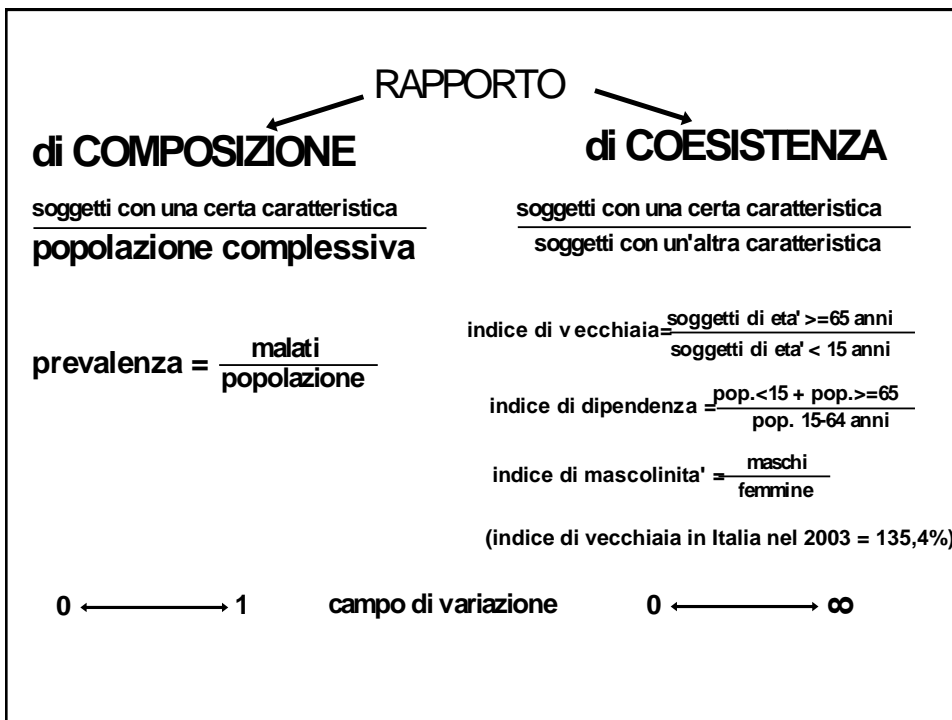 RAPPORTO
di COMPOSIZIONE
soggetti con una certa caratteristica
popolazione complessiva
prevalenza = malati
popolazione
di COESISTENZA
soggetti con una certa caratteristica
soggetti con un'altra caratteristica
indice di vecchiaia= soggetti di eta' >=65 anni
soggetti di eta' < 15 anni
indice di dipendenza = pop.<15 + pop.>=65
pop. 15-64 anni
indice di mascolinita' = maschi
femmine
(indice di vecchiaia in Italia nel 2003 = 135,4%)
0 1 campo di variazione 0 ∞